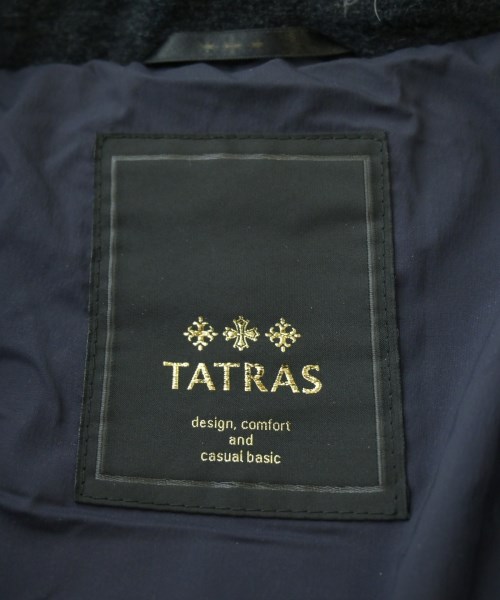 TATRAS
design, comfort
and
casual basic